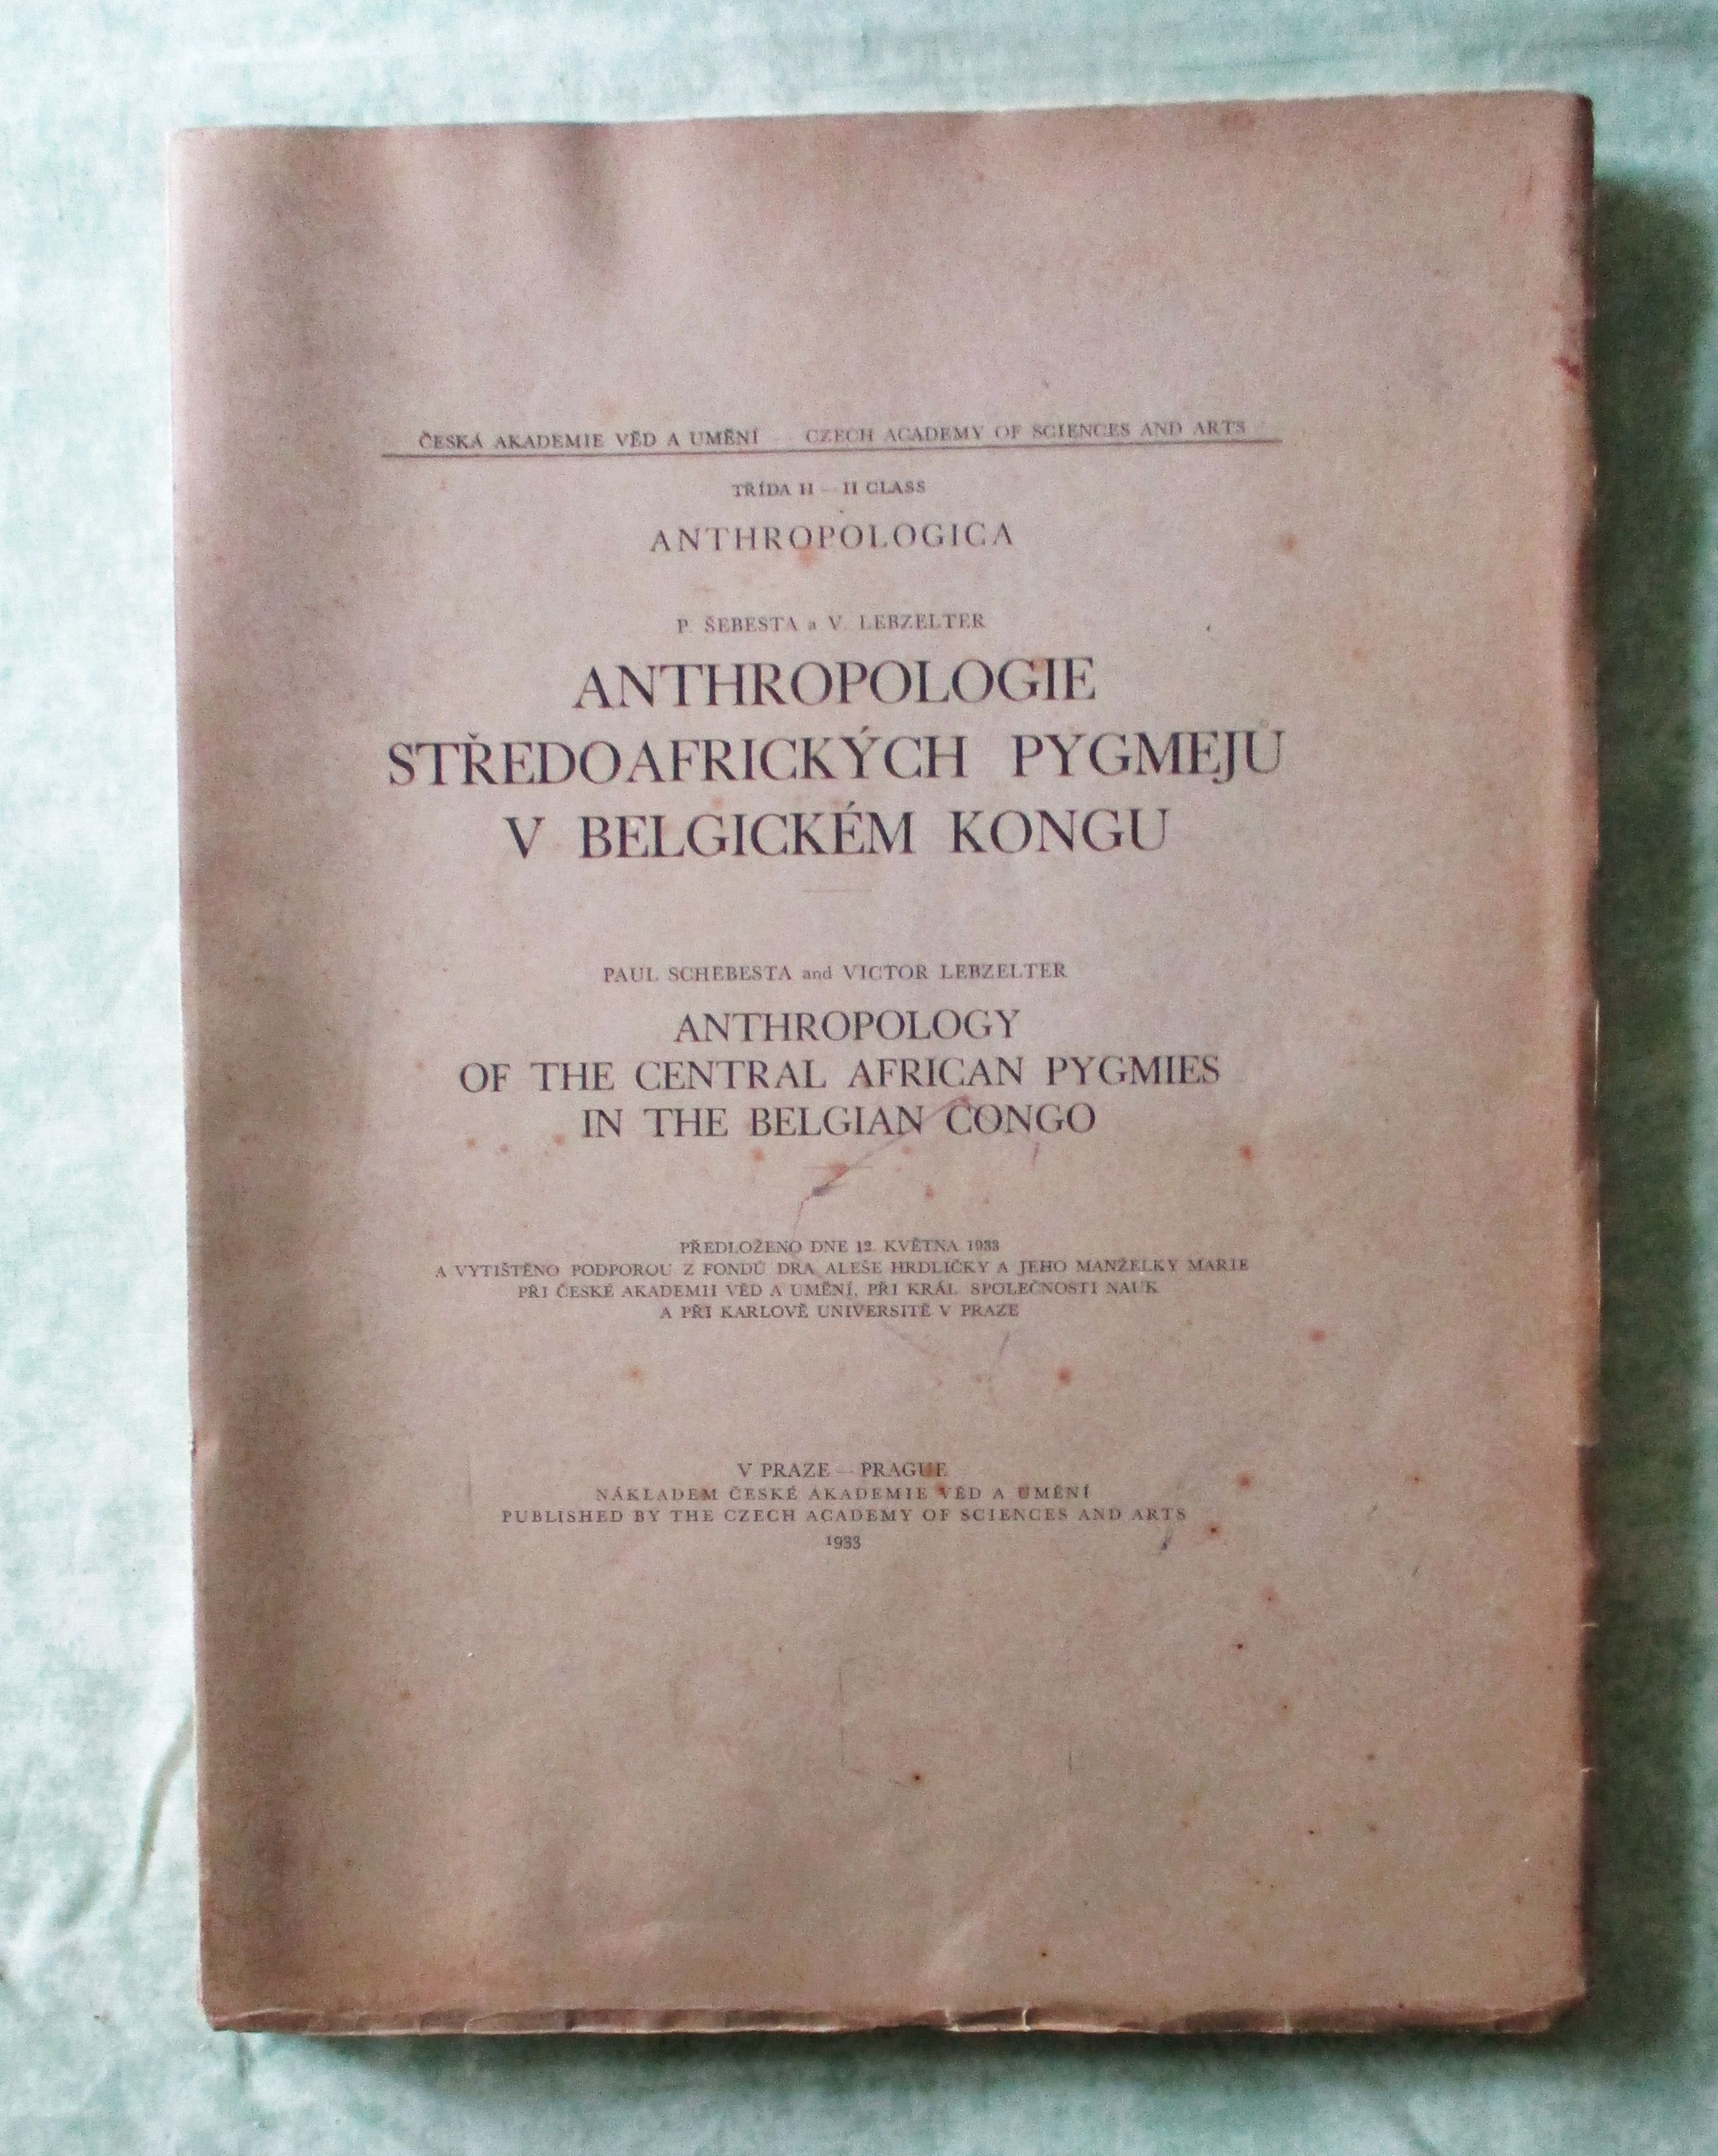 ČESKÁ AKADEMIE VĚD A UMĚNÍ — CZECH ACADEMY OF SCIENCES AND ARTS
TŘÍDA II — II CLASS
ANTHROPOLOGICA
P. ŠEBESTA a V. LEBZELTER
ANTHROPOLOGIE
STŘEDOAFRICKÝCH PYGMEJŮ
V BELGICKÉM KONGU
PAUL SCHEBESTA and VICTOR LEBZELTER
ANTHROPOLOGY
OF THE CENTRAL AFRICAN PYGMIES
IN THE BELGIAN CONGO
PŘEDLOŽENO DNE 12. KVĚTNA 1933
A VYTIŠTĚNO PODPOROU Z FONDŮ DRA ALEŠE HRDLIČKY A JEHO MANŽELKY MARIE
PŘI ČESKÉ AKADEMII VĚD A UMĚNÍ, PŘI KRÁL. SPOLEČNOSTI NAUK
A PŘI KARLOVĚ UNIVERSITĚ V PRAZE
V PRAZE — PRAGUE
NÁKLADEM ČESKÉ AKADEMIE VĚD A UMĚNÍ
PUBLISHED BY THE CZECH ACADEMY OF SCIENCES AND ARTS
1933